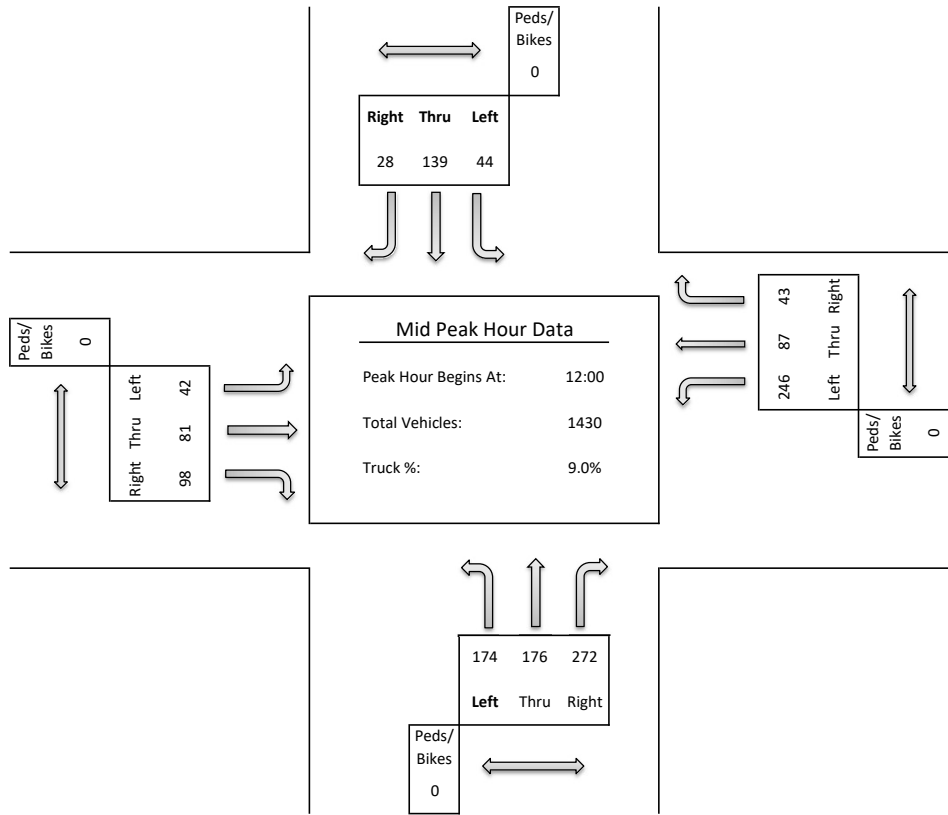 Peds/
Bikes
0
Right Thru Left
28 139 44
Peds/
Bikes
0
Left 42
Thru 81
Right 98
Mid Peak Hour Data
Peak Hour Begins At: 12:00
Total Vehicles: 1430
Truck %: 9.0%
43 Right
87 Thru
246 Left
Peds/
Bikes
0
174 176 272
Left Thru Right
Peds/
Bikes
0